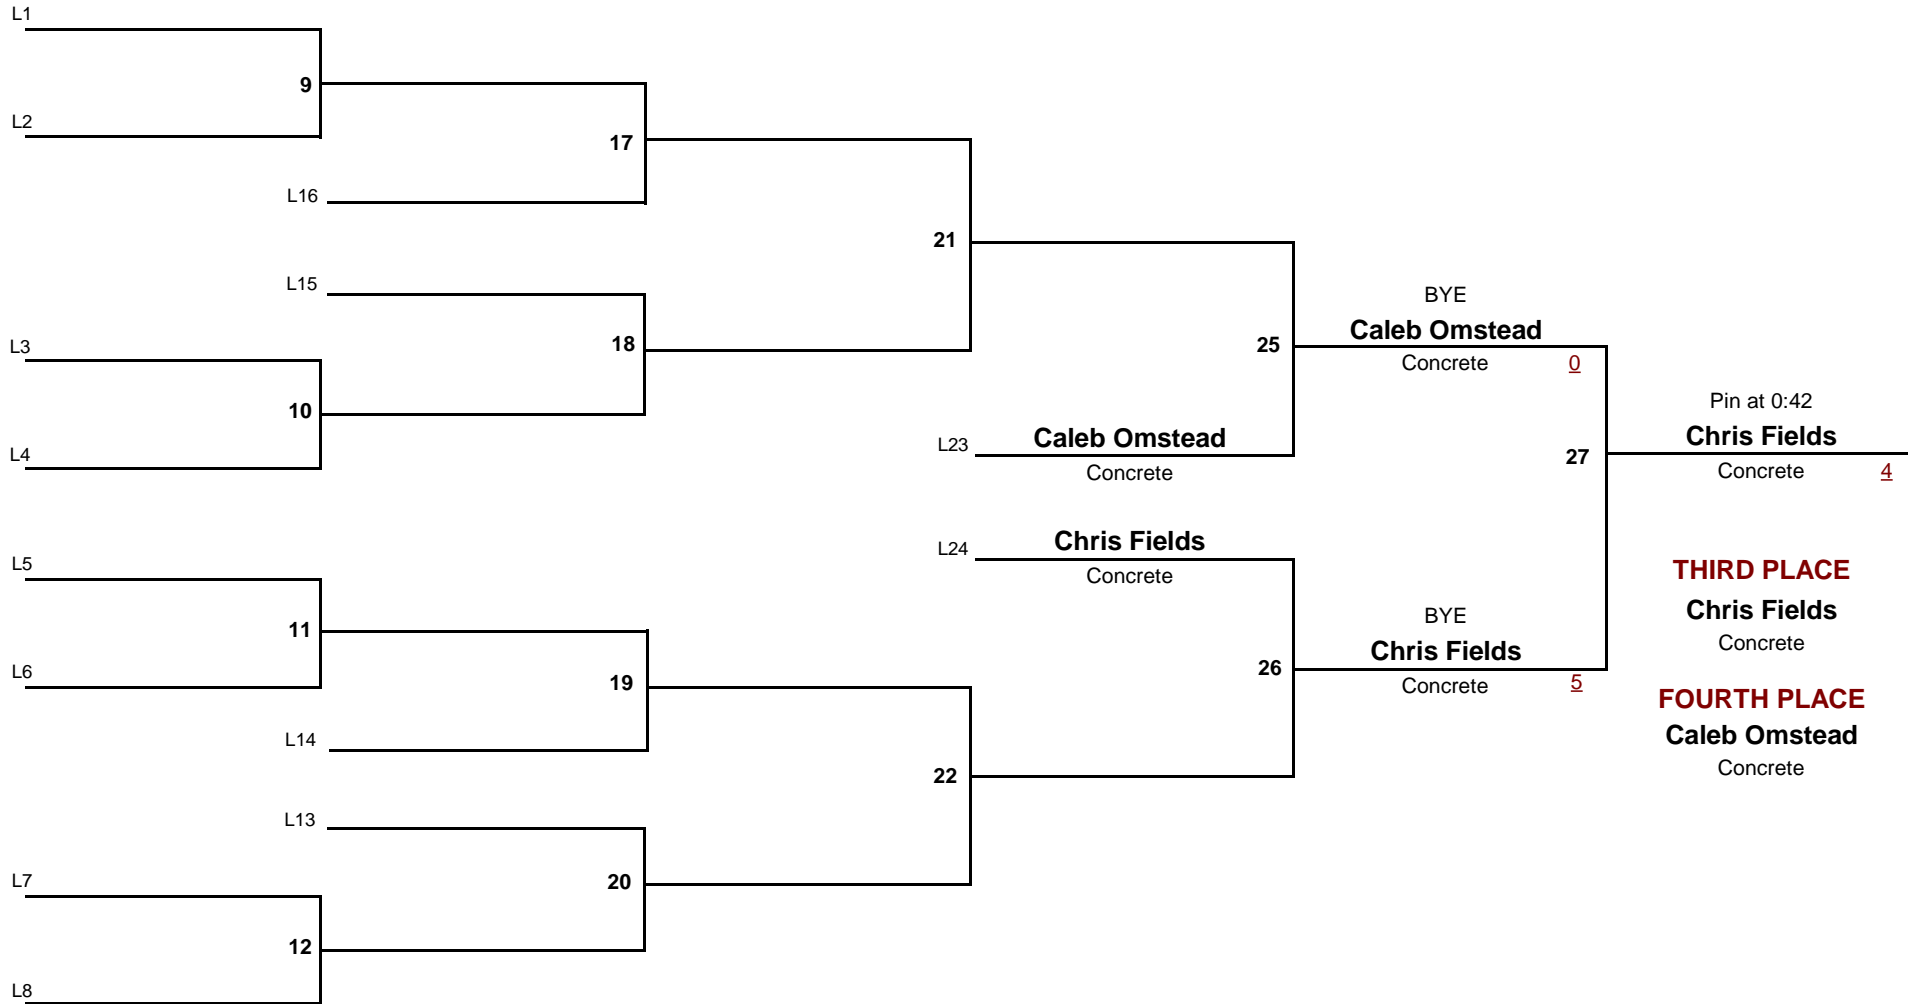 L1
9
L2
17
L16
21
L15
BYE
Caleb Omstead
L3
18
25
Concrete
0
10
Pin at 0:42
L4
L23
Caleb Omstead
Chris Fields
Concrete
27
Concrete
4
L5
L24
Chris Fields
Concrete
THIRD PLACE
11
BYE
Chris Fields
Concrete
L6
19
26
Chris Fields
Concrete
5
FOURTH PLACE
L14
Caleb Omstead
22
Concrete
L13
L7
20
12
L8